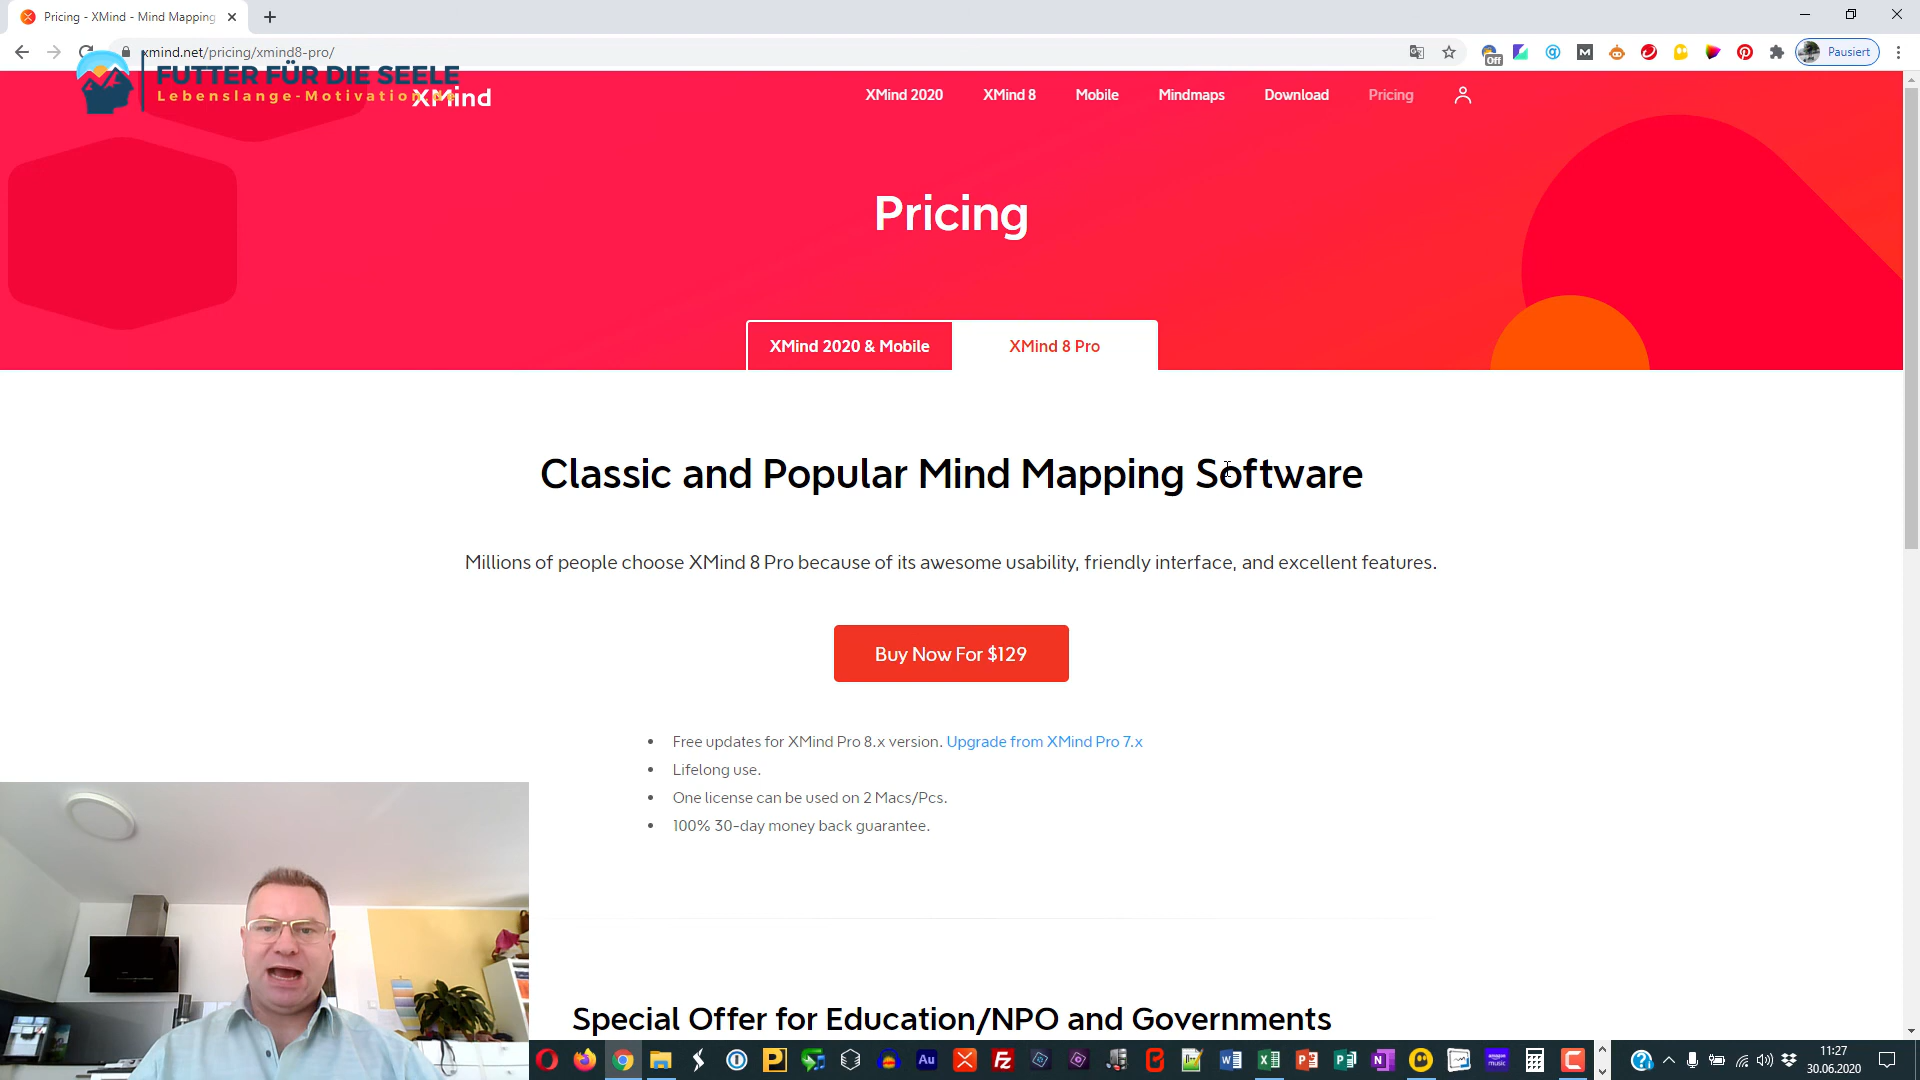 Pricing - XMind - Mind Mapping
xmind.net/pricing/xmind8-pro/
Off
Pausiert
FUTTER FÜR DIE SEELE
Lebenslange-Motivation
XMind
XMind 2020
XMind 8
Mobile
Mindmaps
Download
Pricing
Pricing
XMind 2020 & Mobile
XMind 8 Pro
Classic and Popular Mind Mapping Software
Millions of people choose XMind 8 Pro because of its awesome usability, friendly interface, and excellent features.
Buy Now For $129
• Free updates for XMind Pro 8.x version. Upgrade from XMind Pro 7.x
• Lifelong use.
• One license can be used on 2 Macs/Pcs.
• 100% 30-day money back guarantee.
Special Offer for Education/NPO and Governments
Au
11:27
30.06.2020